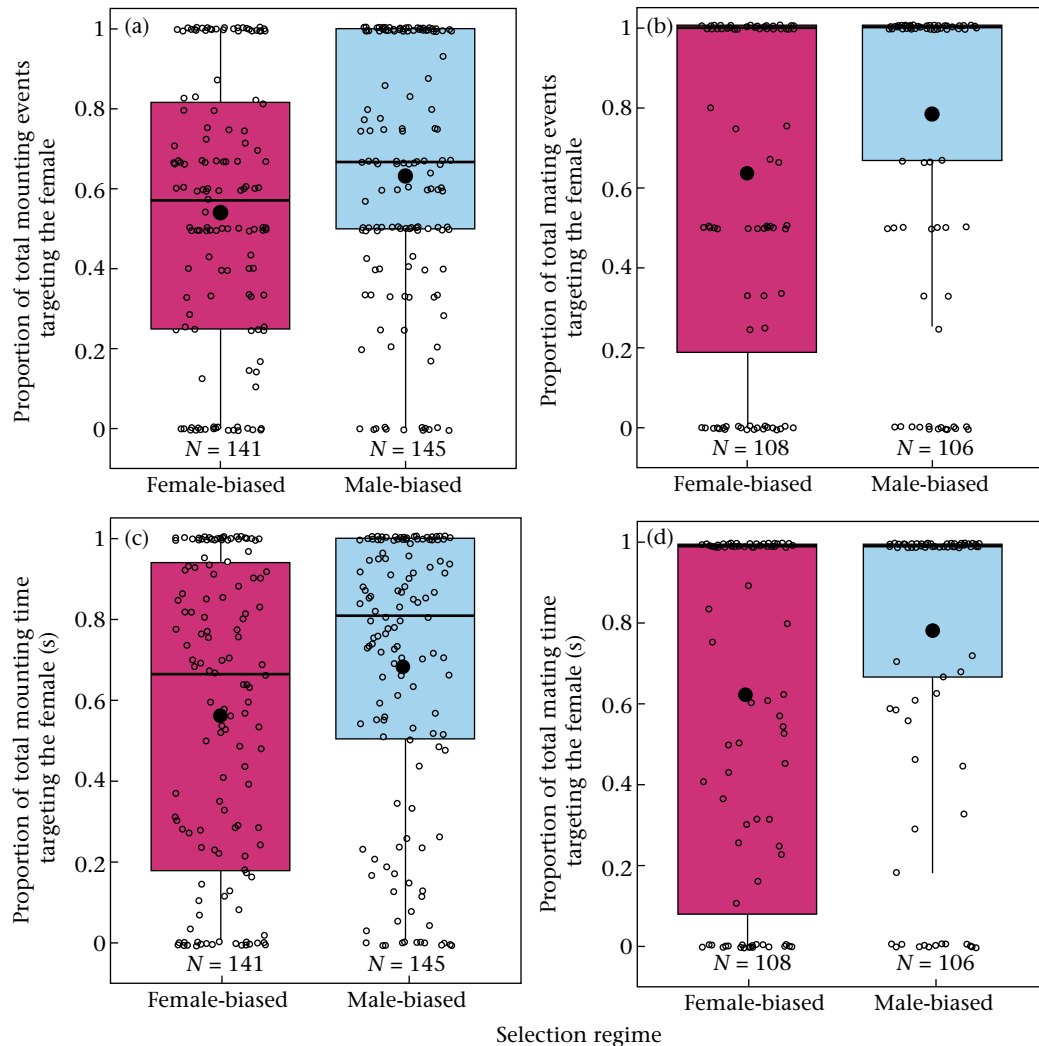 (a)
Proportion of total mounting events
targeting the female
1
0.8
0.6
0.4
0.2
0
N = 141
N = 145
Female-biased
Male-biased
(b)
Proportion of total mating events
targeting the female
1
0.8
0.6
0.4
0.2
0
N = 108
N = 106
Female-biased
Male-biased
(c)
Proportion of total mounting time
targeting the female (s)
1
0.8
0.6
0.4
0.2
0
N = 141
N = 145
Female-biased
Male-biased
(d)
Proportion of total mating time
targeting the female (s)
1
0.8
0.6
0.4
0.2
0
N = 108
N = 106
Female-biased
Male-biased
Selection regime